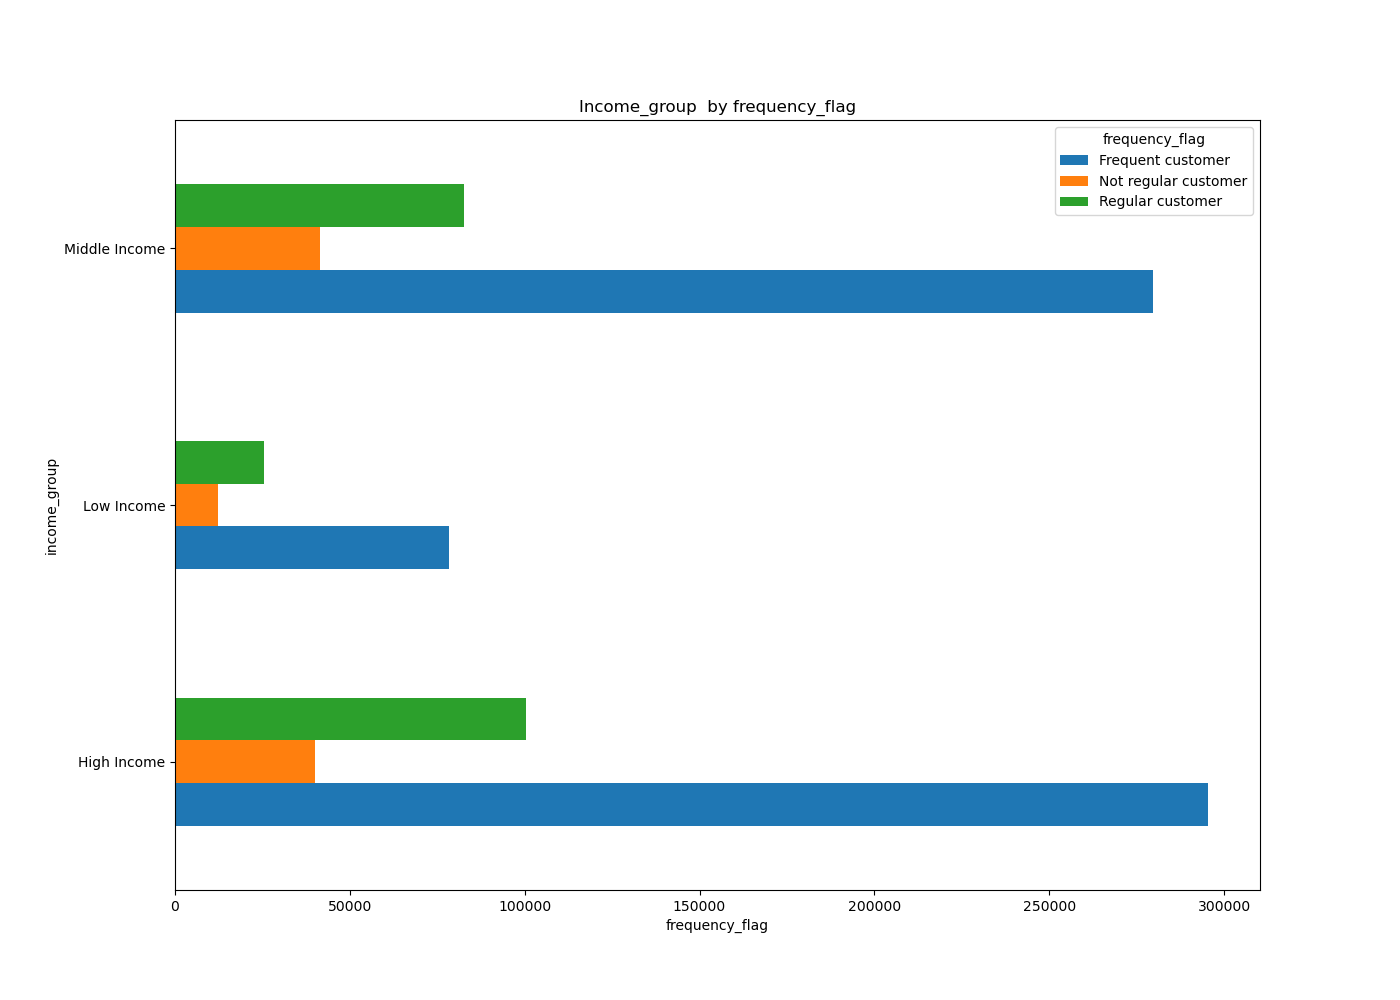 Income_group  by frequency_flag
frequency_flag
Frequent customer
Not regular customer
Regular customer
Middle Income
Low Income
High Income
income_group
0 50000 100000 150000 200000 250000 300000
frequency_flag